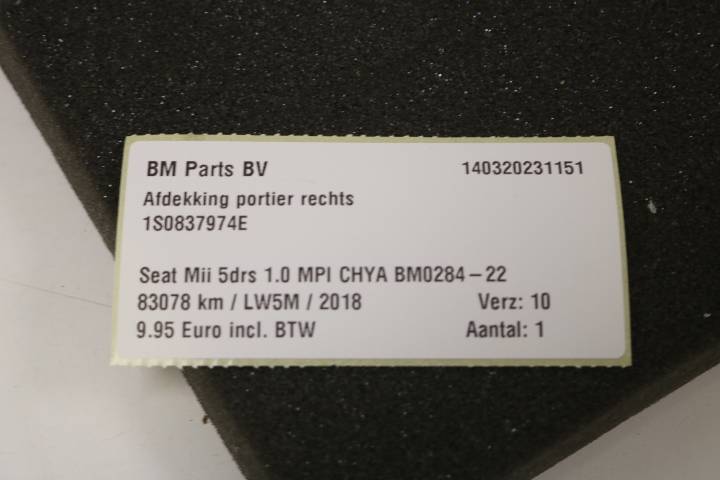 BM Parts BV 140320231151
Afdekking portier rechts
1S0837974E
Seat Mii 5drs 1.0 MPI CHYA BM0284-22
83078 km / LW5M / 2018 Verz: 10
9.95 Euro incl. BTW Aantal: 1